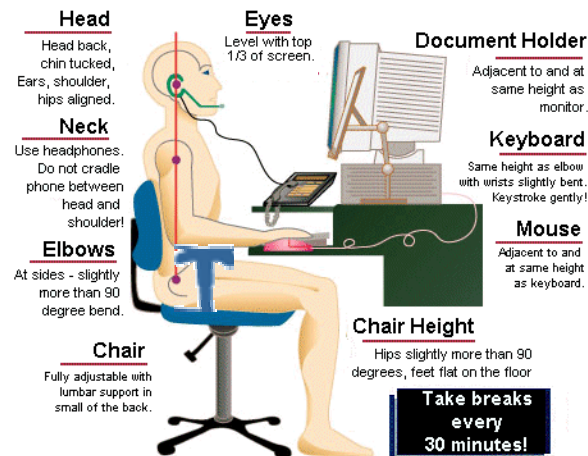 Head
Head back,
chin tucked,
Ears, shoulder,
hips aligned.
Neck
Use headphones.
Do not cradle
phone between
head and
shoulder!
Elbows
At sides - slightly
more than 90
degree bend.
Chair
Fully adjustable with
lumbar support in
small of the back.
Eyes
Level with top
1/3 of screen.
Document Holder
Adjacent to and at
same height as
monitor.
Keyboard
Same height as elbow
with wrists slightly bent.
Keystroke gently!
Mouse
Adjacent to and
at same height
as keyboard.
Chair Height
Hips slightly more than 90
degrees, feet flat on the floor
Take breaks
every
30 minutes!